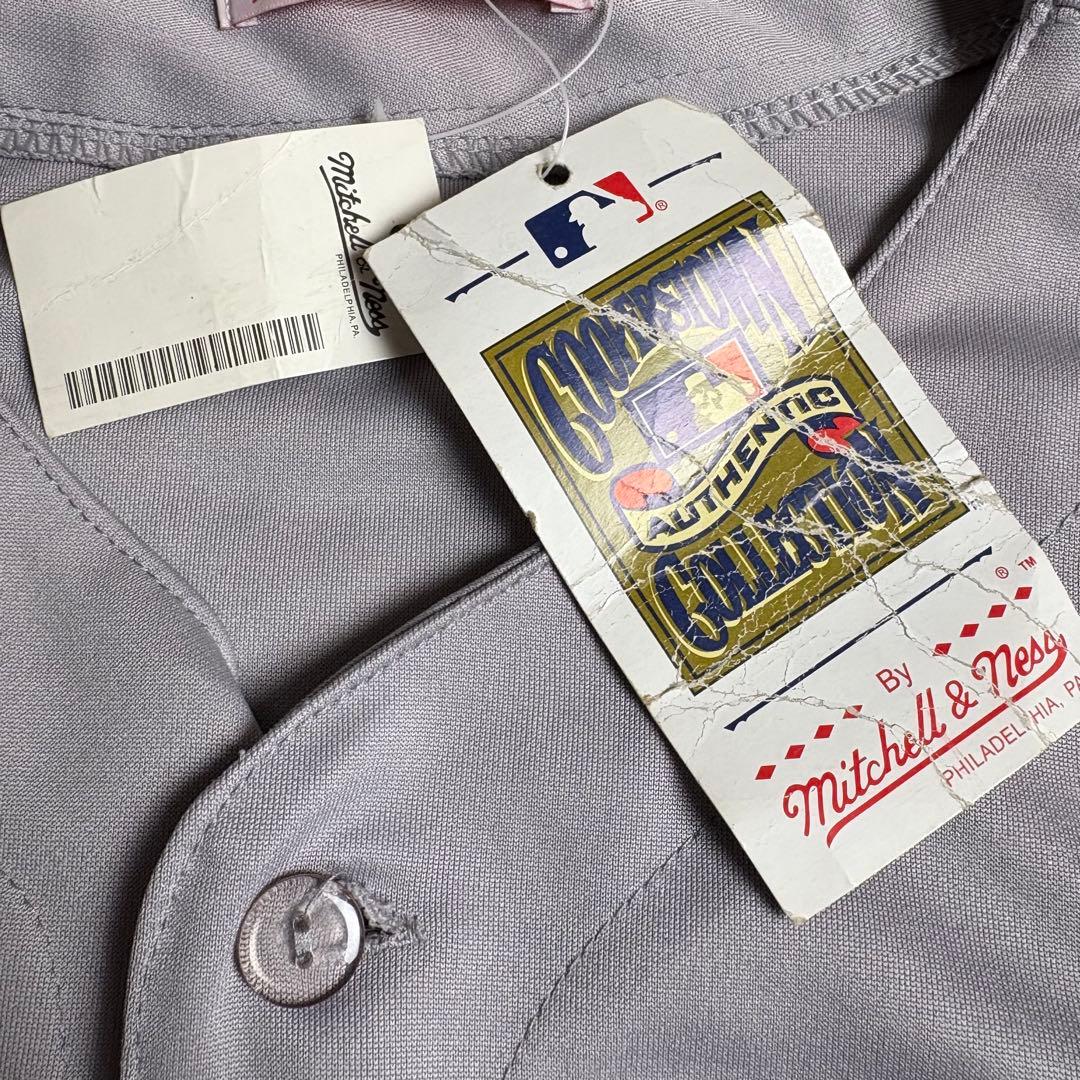 Mitchell & Ness
PHILADELPHIA, PA
®
COOPERSTOWN
AUTHENTIC
COLLECTION
® TM
By
Mitchell & Ness
PHILADELPHIA, PA